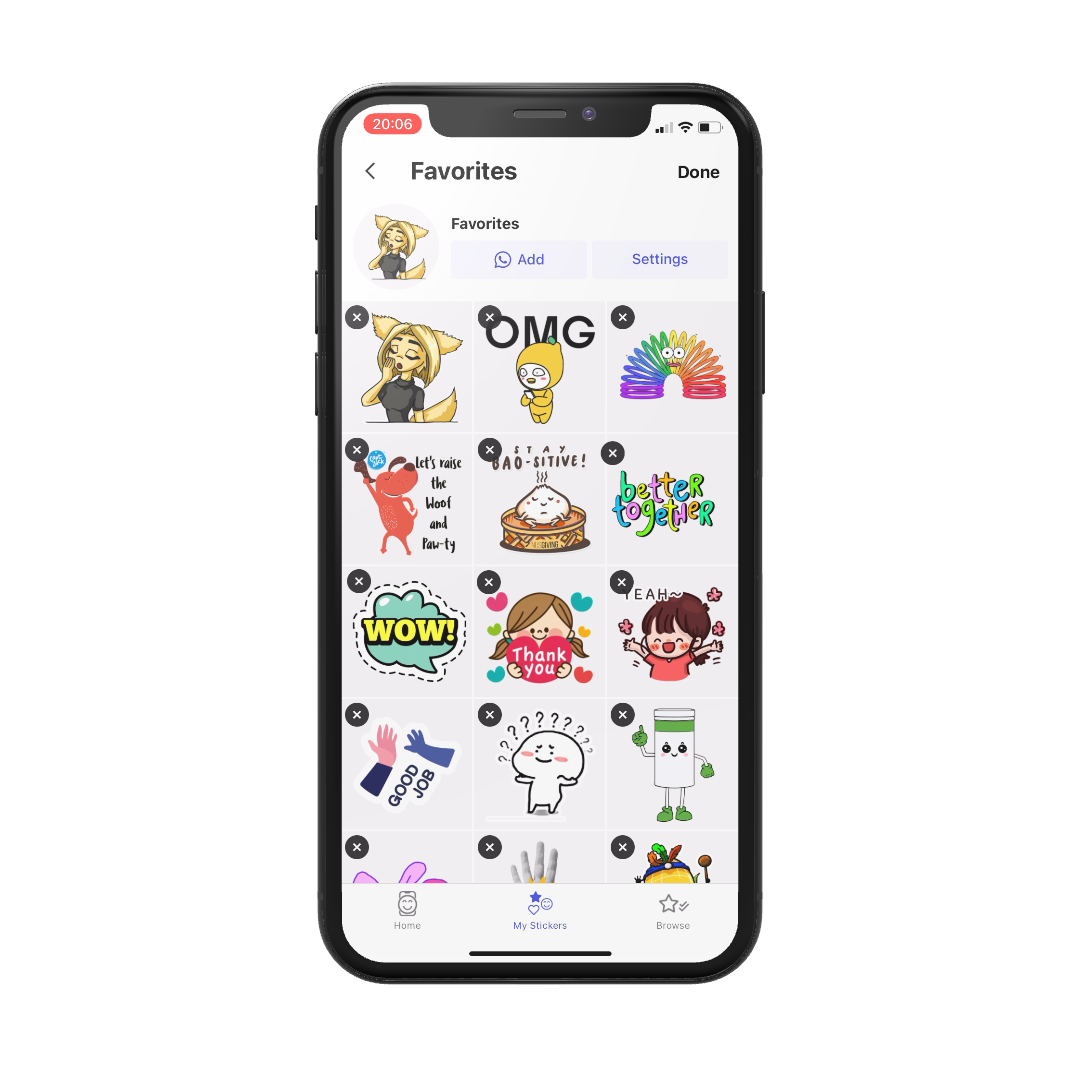 20:06
Favorites
Done
Favorites
Add
Settings
OMG
Let's raise
the
Woof
and
Paw-ty
STAY
BAO-SITIVE!
GIVING
better
together
WOW!
Thank
you
YEAH~
GOOD
JOB
? ? ? ? ? ? ? ? ? ?
Home
My Stickers
Browse